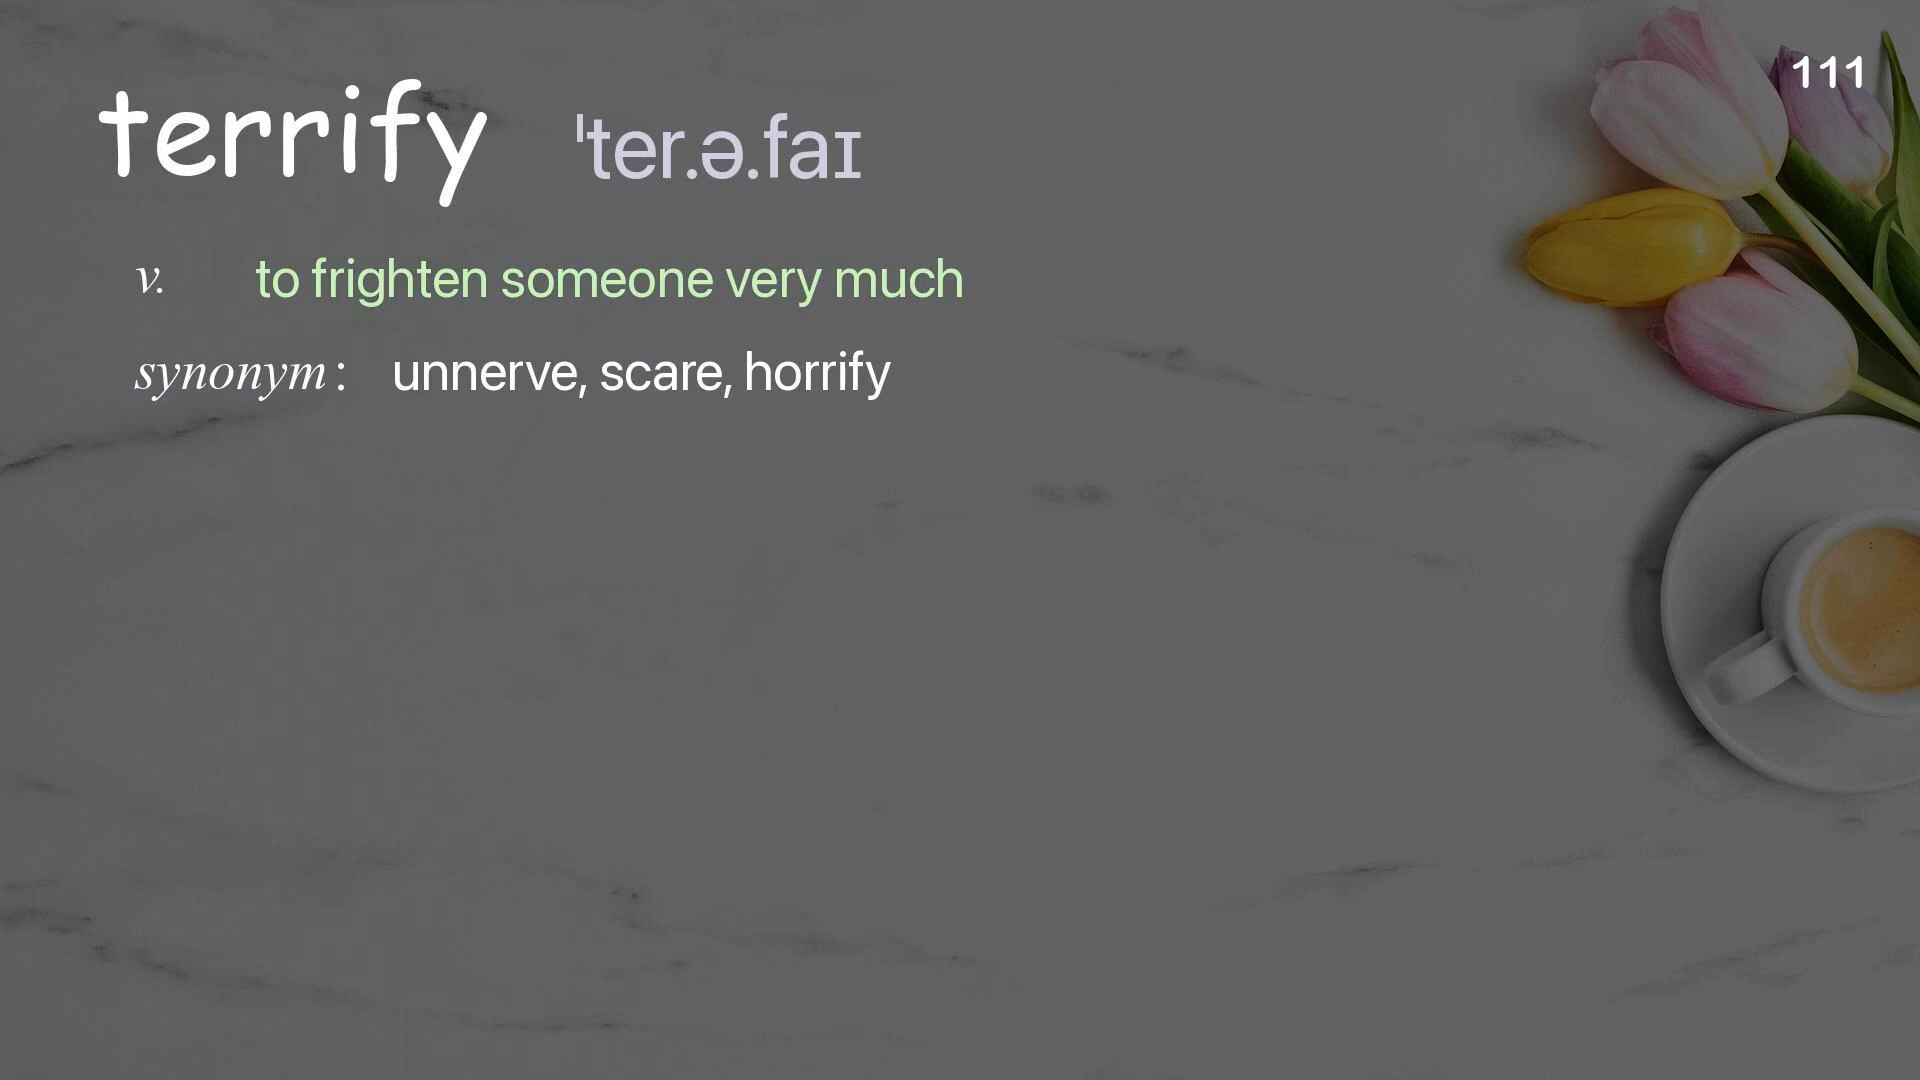 111
terrify ˈter.ə.faɪ
v. to frighten someone very much
synonym : unnerve, scare, horrify